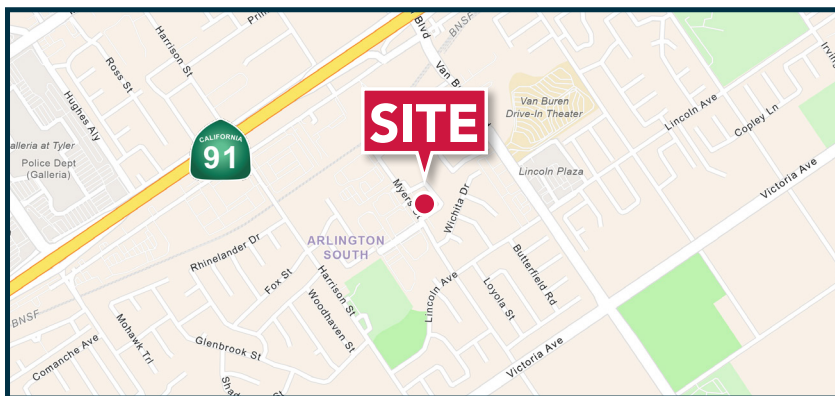 Harrison St
Prim
Blvd
BNSF
Irving
Ross St
Hughes Aly
Van B
Van Buren
Drive-In Theater
Lincoln Ave
Copley Ln
SITE
CALIFORNIA
91
alleria at Tyler
Police Dept
(Galleria)
Lincoln Plaza
Victoria Ave
Myers St
Wichita Dr
Rhinelander Dr
ARLINGTON
SOUTH
Fox St
Harrison St
Woodhaven St
Lincoln Ave
Loyola St
Butterfield Rd
BNSF
Mohawk Trl
Glenbrook St
Comanche Ave
Shad
Victoria Ave